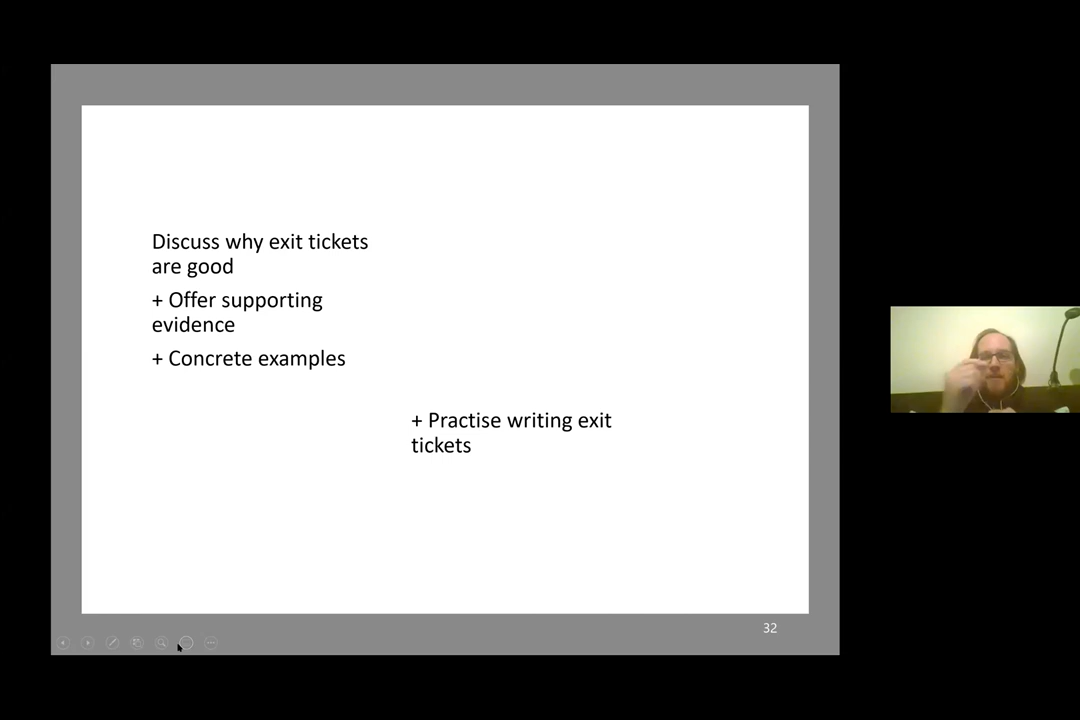 Discuss why exit tickets
are good
+ Offer supporting
evidence
+ Concrete examples
+ Practise writing exit
tickets
32